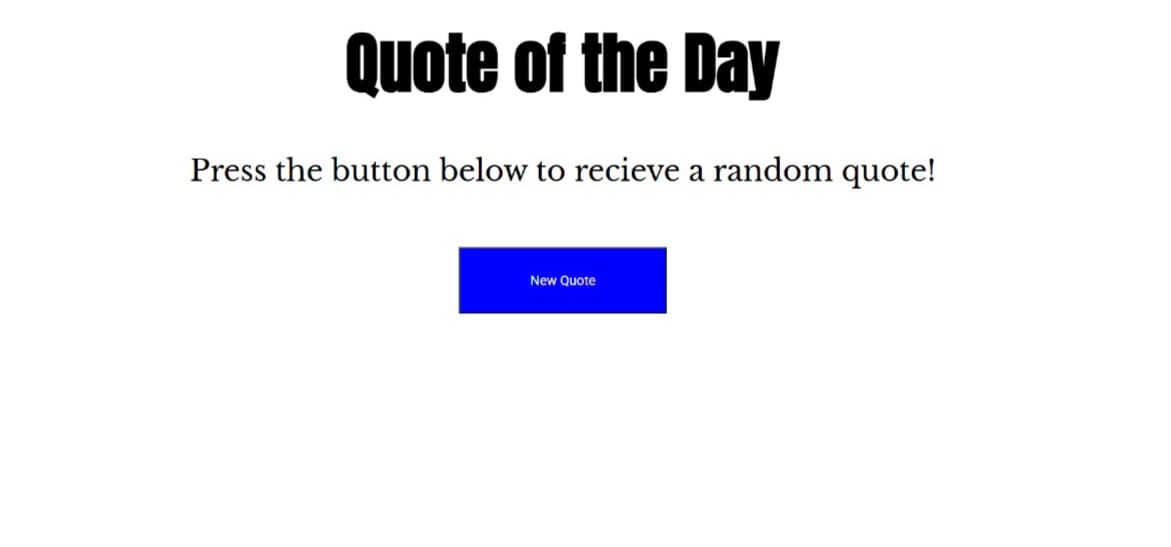 Quote of the Day
Press the button below to recieve a random quote!
New Quote